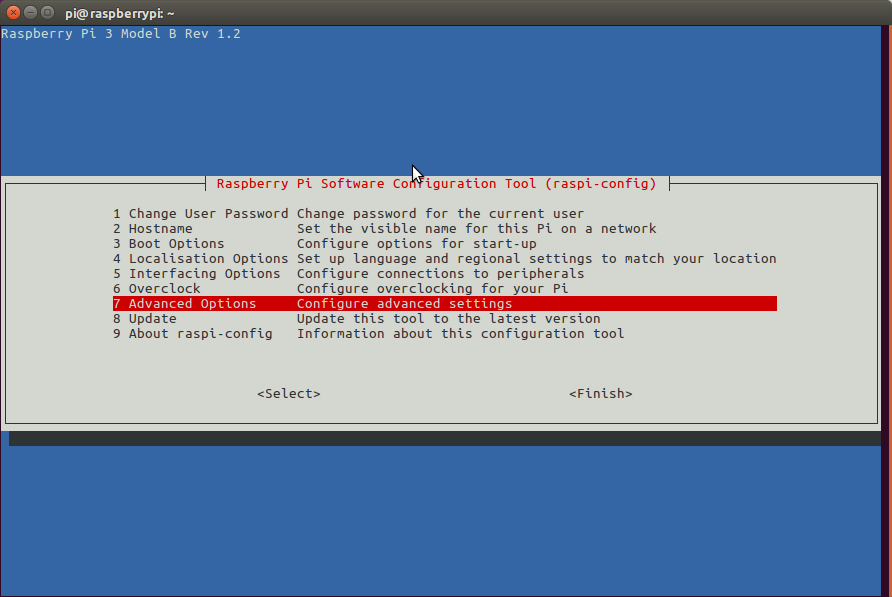 pi@raspberrypi: ~
Raspberry Pi 3 Model B Rev 1.2
Raspberry Pi Software Configuration Tool (raspi-config)
1 Change User Password Change password for the current user
2 Hostname Set the visible name for this Pi on a network
3 Boot Options Configure options for start-up
4 Localisation Options Set up language and regional settings to match your location
5 Interfacing Options Configure connections to peripherals
6 Overclock Configure overclocking for your Pi
7 Advanced Options Configure advanced settings
8 Update Update this tool to the latest version
9 About raspi-config Information about this configuration tool
<Select> <Finish>